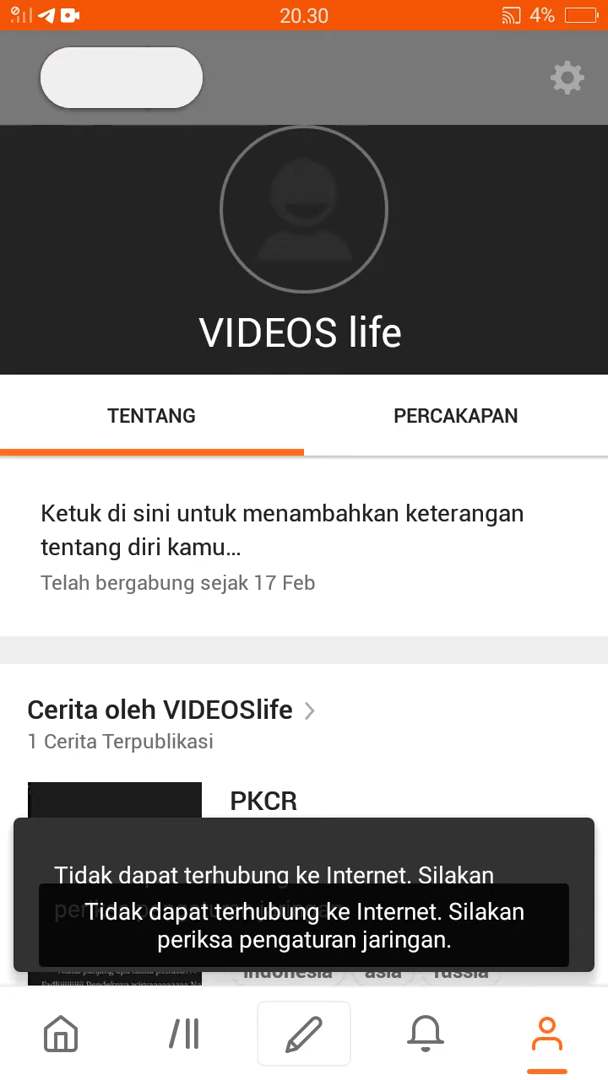 20.30
4%
VIDEOS life
TENTANG
PERCAKAPAN
Ketuk di sini untuk menambahkan keterangan
tentang diri kamu...
Telah bergabung sejak 17 Feb
Cerita oleh VIDEOSlife
1 Cerita Terpublikasi
PKCR
Tidak dapat terhubung ke Internet. Silakan
Tidak dapat terhubung ke Internet. Silakan
periksa pengaturan jaringan.
indonesia asia russia